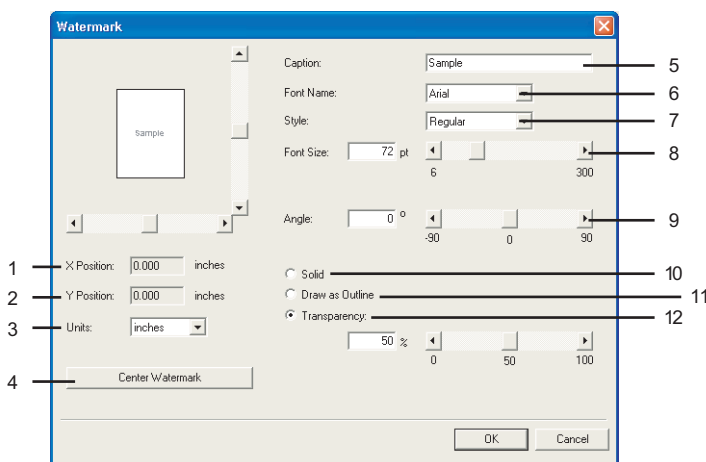 Watermark
Sample
Caption: Sample 5
Font Name: Arial 6
Style: Regular 7
Font Size: 72 pt 8
6 300
Angle: 0 o 9
-90 0 90
1 X Position: 0.000 inches
2 Y Position: 0.000 inches
3 Units: inches
4 Center Watermark
Solid 10
Draw as Outline 11
Transparency: 12
50 %
0 50 100
OK Cancel